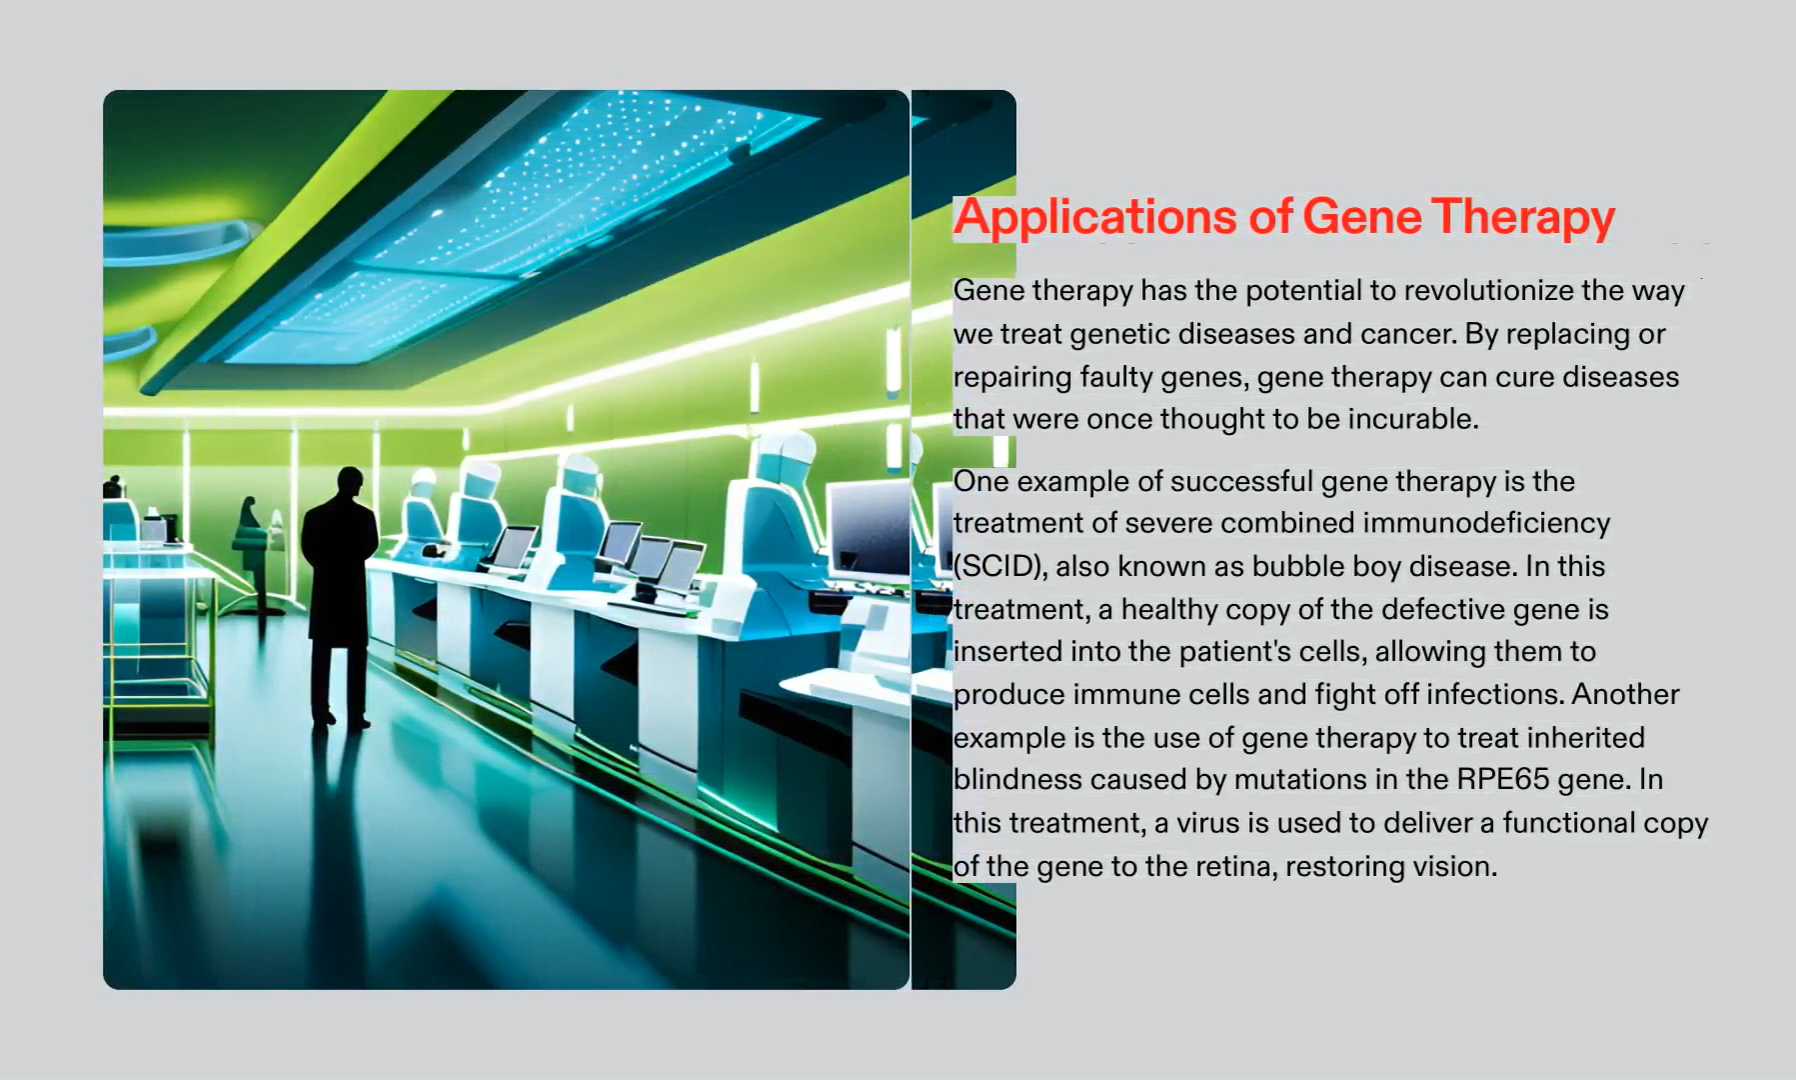 Applications of Gene Therapy
Gene therapy has the potential to revolutionize the way
we treat genetic diseases and cancer. By replacing or
repairing faulty genes, gene therapy can cure diseases
that were once thought to be incurable.
One example of successful gene therapy is the
treatment of severe combined immunodeficiency
(SCID), also known as bubble boy disease. In this
treatment, a healthy copy of the defective gene is
inserted into the patient's cells, allowing them to
produce immune cells and fight off infections. Another
example is the use of gene therapy to treat inherited
blindness caused by mutations in the RPE65 gene. In
this treatment, a virus is used to deliver a functional copy
of the gene to the retina, restoring vision.